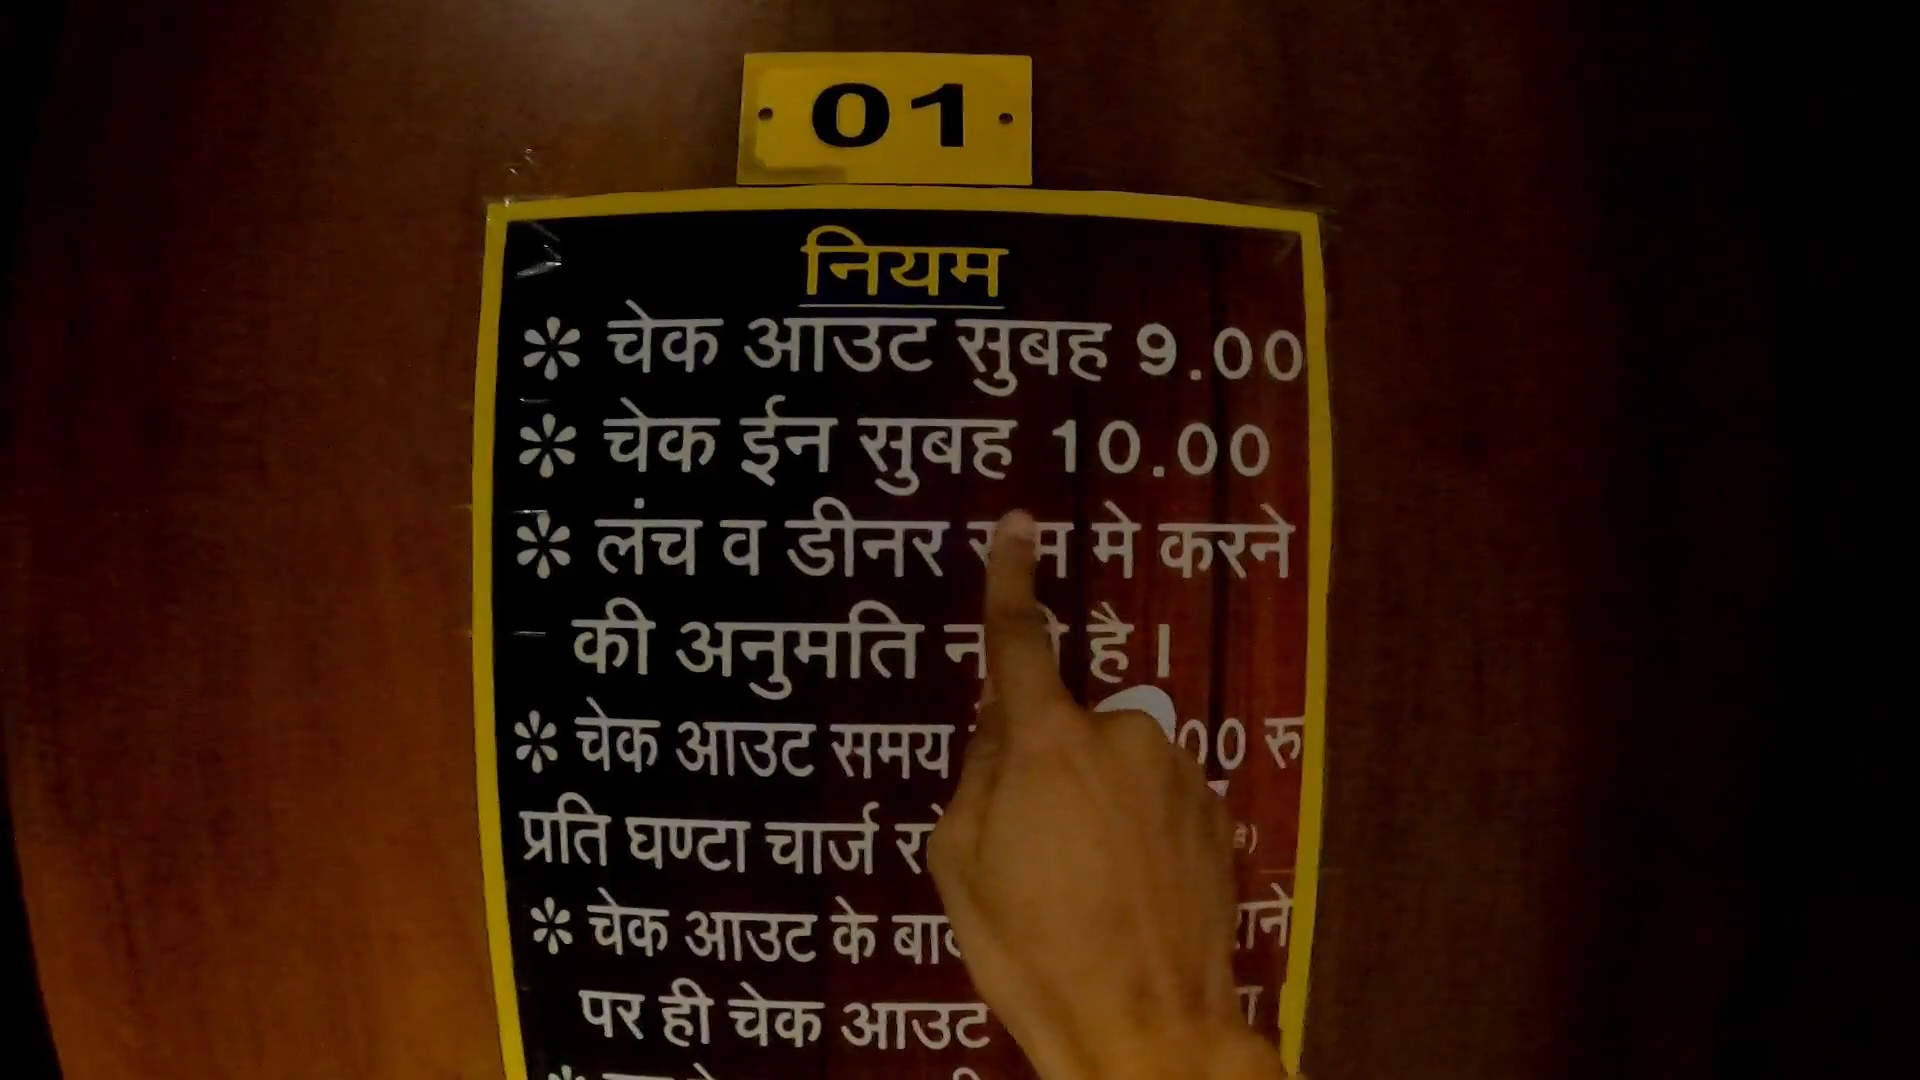 01
नियम
* चेक आउट सुबह 9.00
* चेक ईन सुबह 10.00
* लंच व डीनर मे करने
की अनुमति है।
* चेक आउट समय रु
प्रति घण्टा चार्ज
* चेक आउट के
पर ही चेक आउट